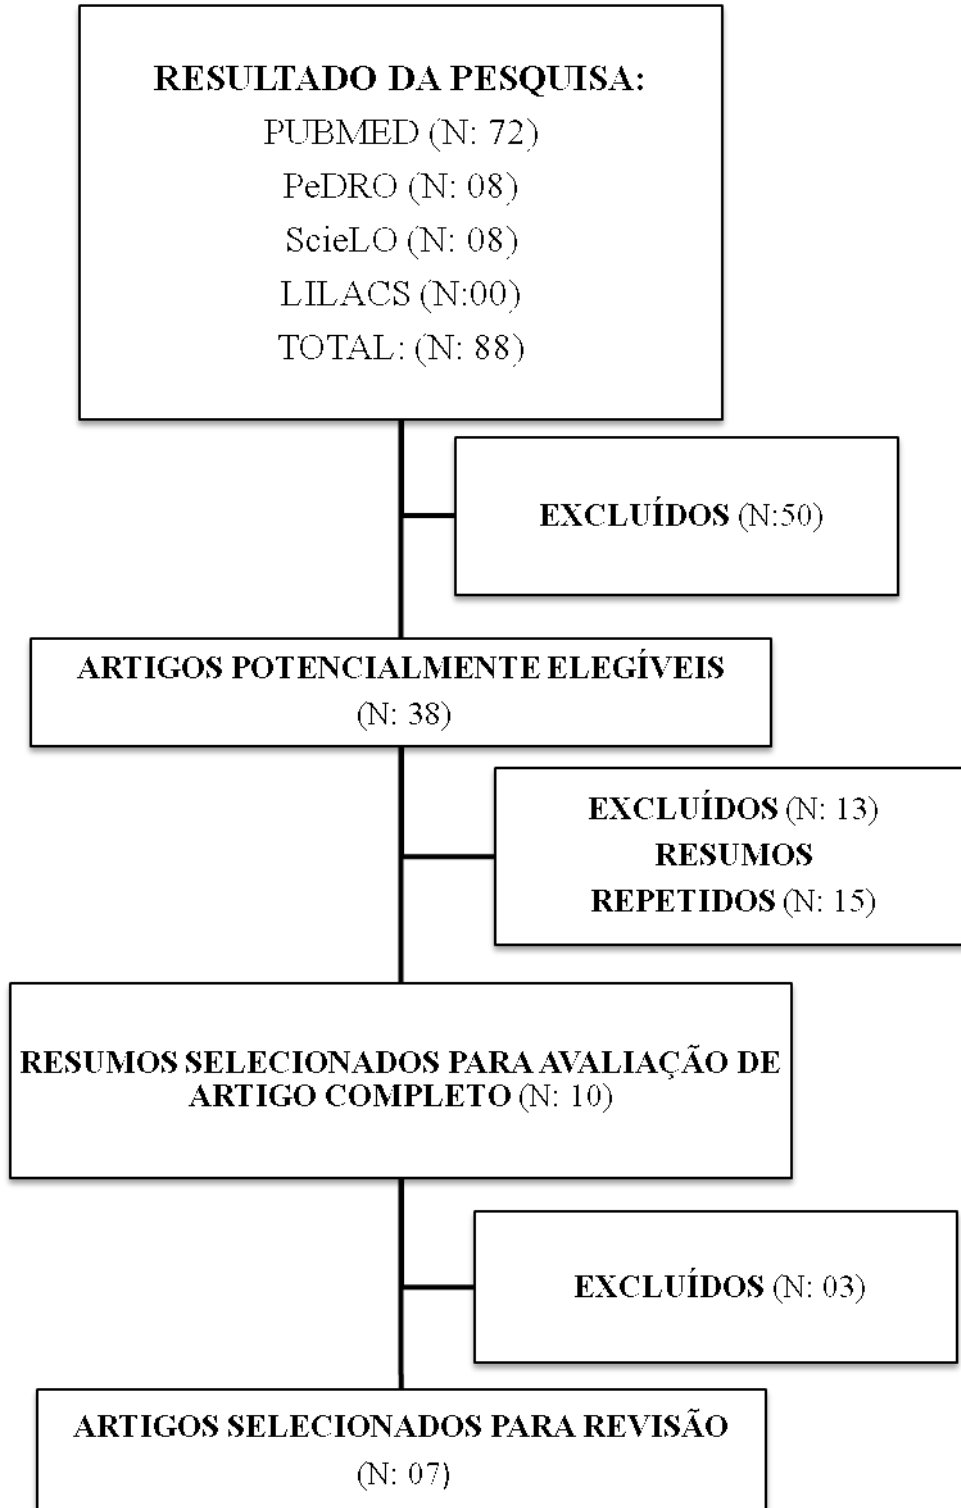 RESULTADO DA PESQUISA:
PUBMED (N: 72)
PeDRO (N: 08)
ScieLO (N: 08)
LILACS (N:00)
TOTAL: (N: 88)
EXCLUÍDOS (N:50)
ARTIGOS POTENCIALMENTE ELEGÍVEIS
(N: 38)
EXCLUÍDOS (N: 13)
RESUMOS
REPETIDOS (N: 15)
RESUMOS SELECIONADOS PARA AVALIAÇÃO DE
ARTIGO COMPLETO (N: 10)
EXCLUÍDOS (N: 03)
ARTIGOS SELECIONADOS PARA REVISÃO
(N: 07)